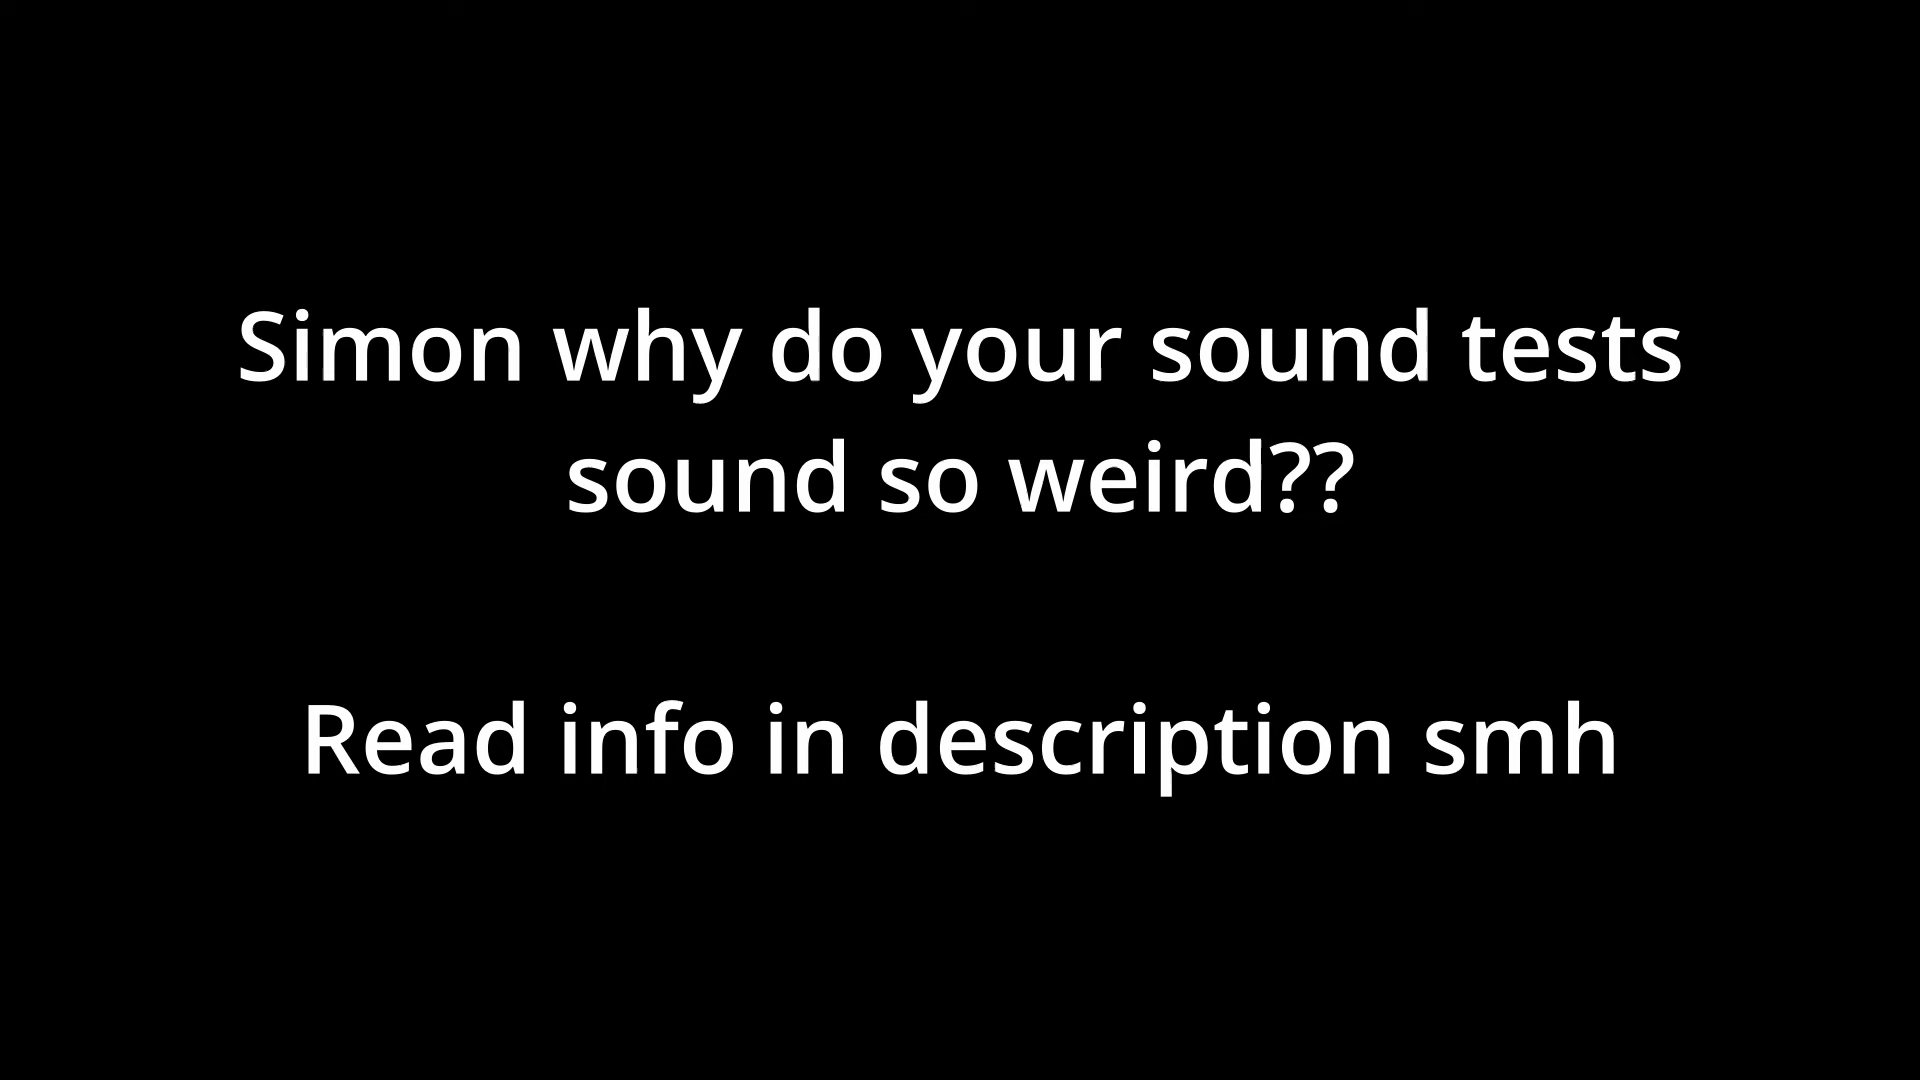 Simon why do your sound tests
sound so weird??
Read info in description smh